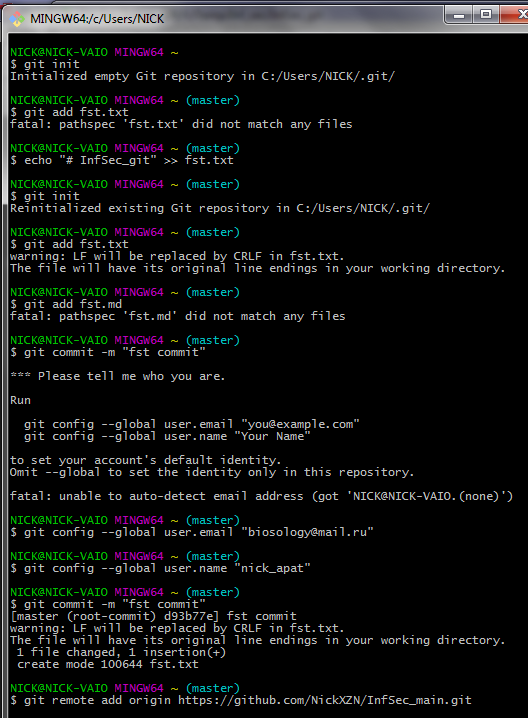 MINGW64:/c/Users/NICK
NICK@NICK-VAIO MINGW64 ~
$ git init
Initialized empty Git repository in C:/Users/NICK/.git/
NICK@NICK-VAIO MINGW64 ~ (master)
$ git add fst.txt
fatal: pathspec 'fst.txt' did not match any files
NICK@NICK-VAIO MINGW64 ~ (master)
$ echo "# InfSec_git" >> fst.txt
NICK@NICK-VAIO MINGW64 ~ (master)
$ git init
Reinitialized existing Git repository in C:/Users/NICK/.git/
NICK@NICK-VAIO MINGW64 ~ (master)
$ git add fst.txt
warning: LF will be replaced by CRLF in fst.txt.
The file will have its original line endings in your working directory.
NICK@NICK-VAIO MINGW64 ~ (master)
$ git add fst.md
fatal: pathspec 'fst.md' did not match any files
NICK@NICK-VAIO MINGW64 ~ (master)
$ git commit -m "fst commit"
*** Please tell me who you are.
Run
git config --global user.email "you@example.com"
git config --global user.name "Your Name"
to set your account's default identity.
Omit --global to set the identity only in this repository.
fatal: unable to auto-detect email address (got 'NICK@NICK-VAIO.(none)')
NICK@NICK-VAIO MINGW64 ~ (master)
$ git config --global user.email "biosology@mail.ru"
NICK@NICK-VAIO MINGW64 ~ (master)
$ git config --global user.name "nick_apat"
NICK@NICK-VAIO MINGW64 ~ (master)
$ git commit -m "fst commit"
[master (root-commit) d93b77e] fst commit
warning: LF will be replaced by CRLF in fst.txt.
The file will have its original line endings in your working directory.
1 file changed, 1 insertion(+)
create mode 100644 fst.txt
NICK@NICK-VAIO MINGW64 ~ (master)
$ git remote add origin https://github.com/NickXZN/InfSec_main.git